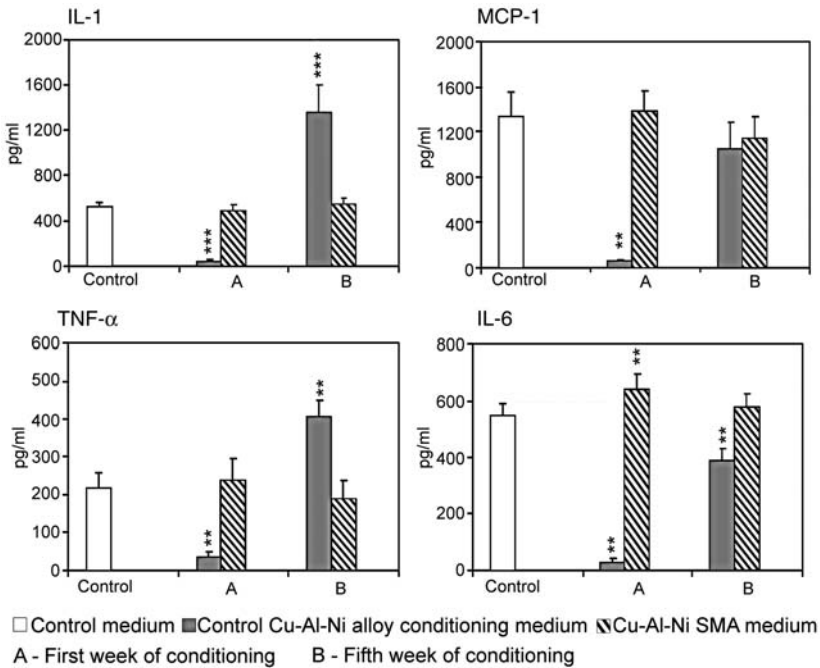 IL-1
2000
1600
1200
800
400
0
pg/ml
***
***
Control
A
B
MCP-1
2000
1600
1200
800
400
0
pg/ml
**
Control
A
B
TNF-α
600
500
400
300
200
100
0
pg/ml
**
**
Control
A
B
IL-6
800
600
400
200
0
pg/ml
**
**
**
Control
A
B
Control medium Control Cu-Al-Ni alloy conditioning medium Cu-Al-Ni SMA medium
A - First week of conditioning B - Fifth week of conditioning